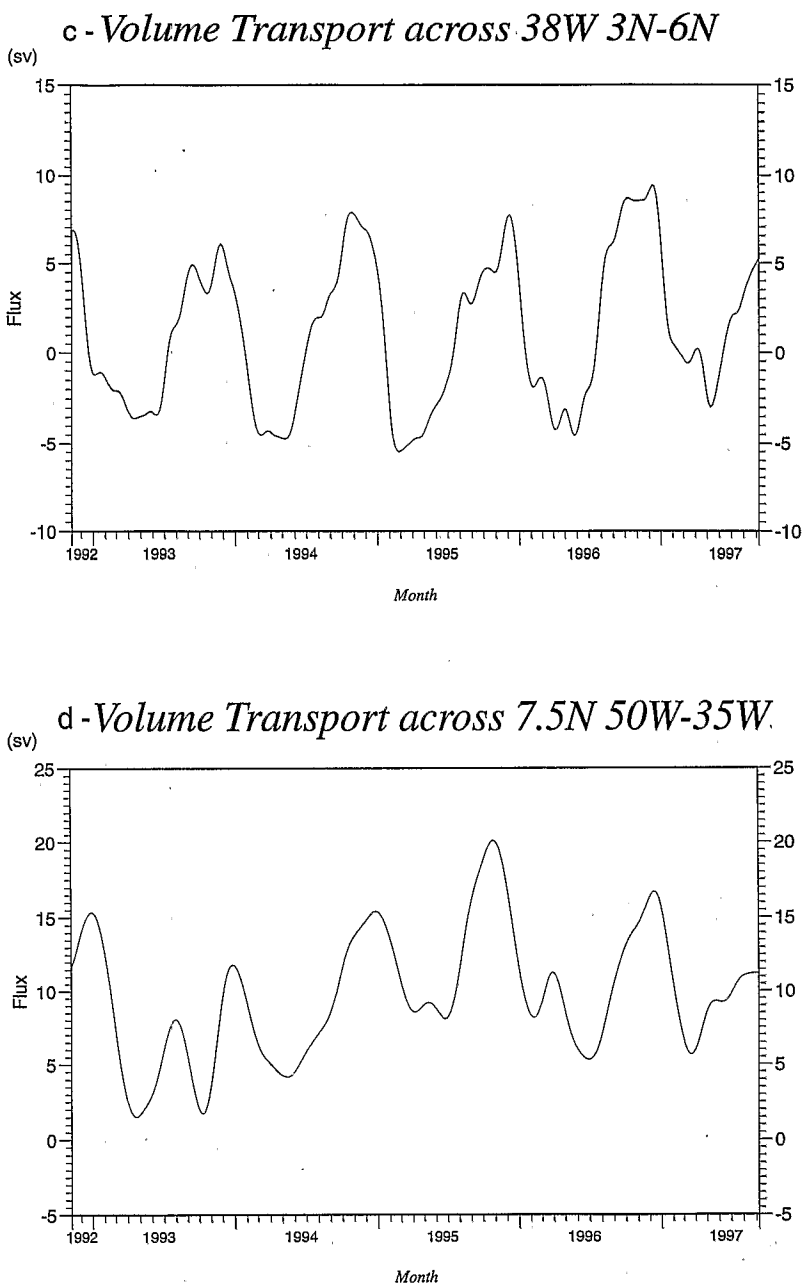 c - Volume Transport across 38W 3N-6N
(sv)
15 15
10 10
5 5
Flux
0 0
-5 -5
-10 -10
1992 1993 1994 1995 1996 1997
Month
d - Volume Transport across 7.5N 50W-35W
(sv)
25 25
20 20
15 15
10 10
Flux
5 5
0 0
-5 -5
1992 1993 1994 1995 1996 1997
Month